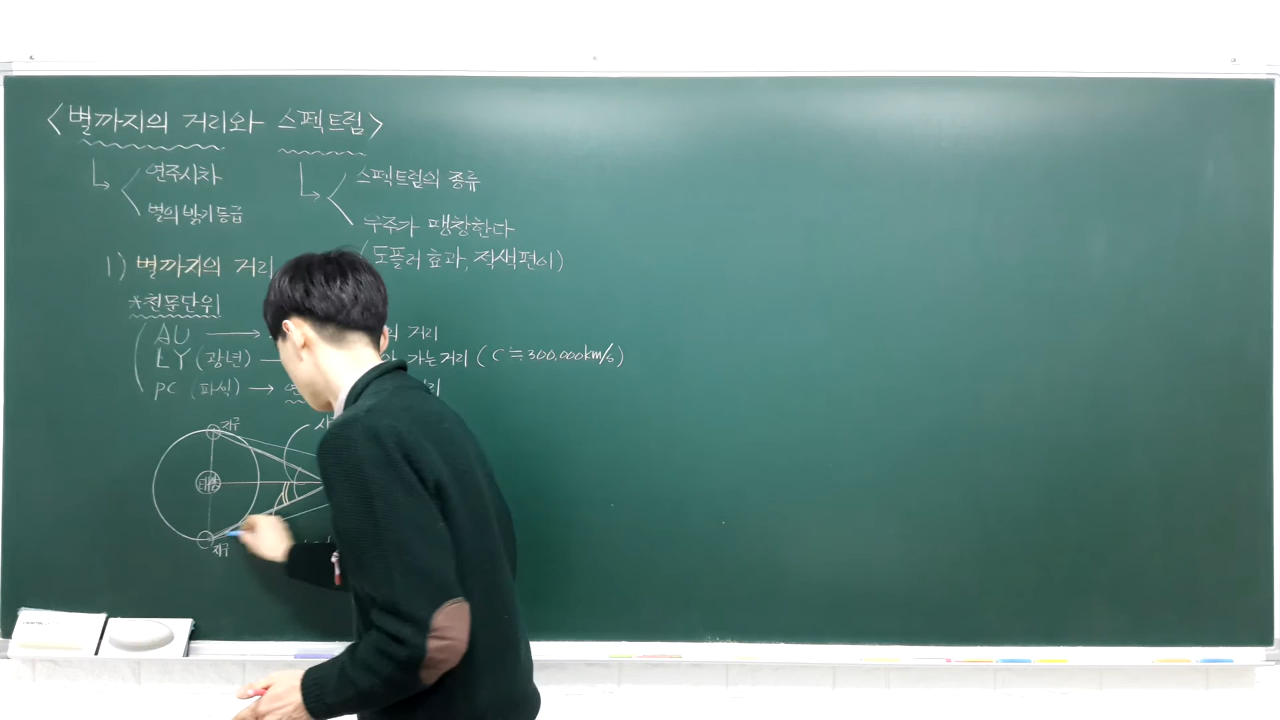 <별까지의 거리와 스펙트럼>
연주시차
별의 밝기등급
스펙트럼의 종류
우주가 팽창한다
(도플러 효과, 적색편이)
1) 별까지의 거리
*천문단위
AU → 의 거리
LY (광년) 가는 거리 (C≒300,000km/s)
pc (파섹) →
지구
태양
지구